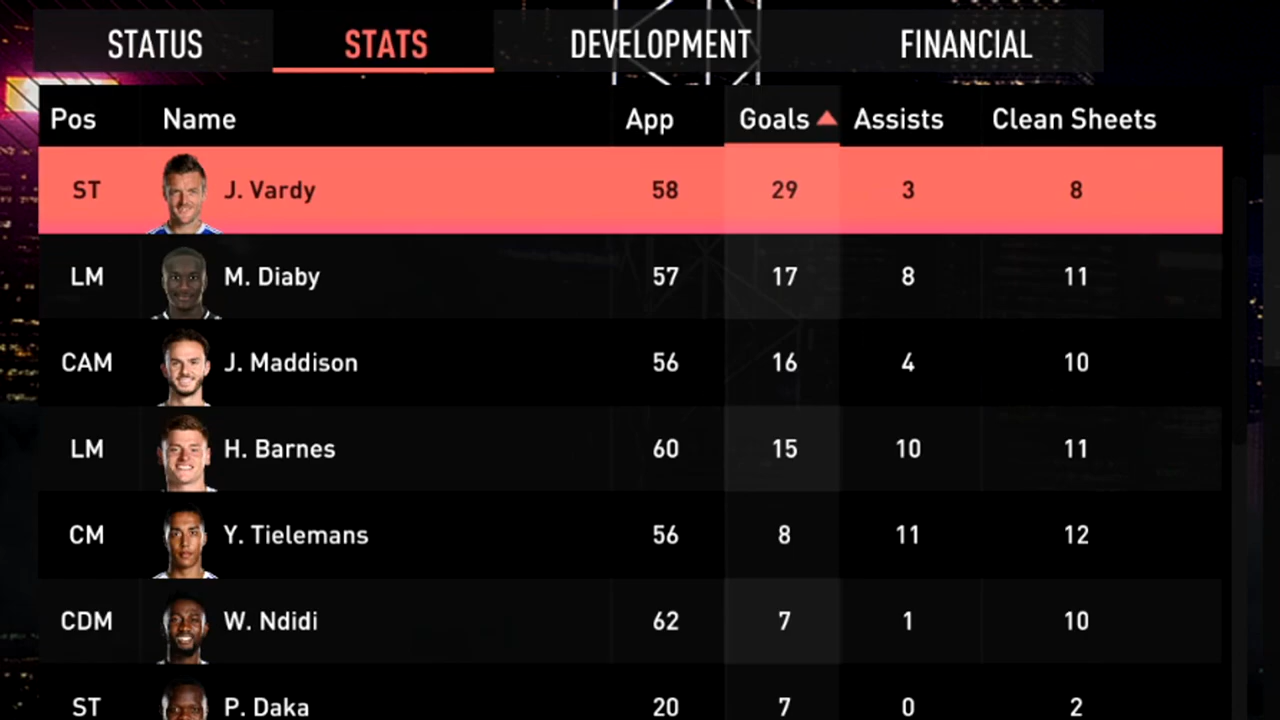 STATUS STATS DEVELOPMENT FINANCIAL
Pos Name App Goals Assists Clean Sheets
ST J. Vardy 58 29 3 8
LM M. Diaby 57 17 8 11
CAM J. Maddison 56 16 4 10
LM H. Barnes 60 15 10 11
CM Y. Tielemans 56 8 11 12
CDM W. Ndidi 62 7 1 10
ST P. Daka 20 7 0 2